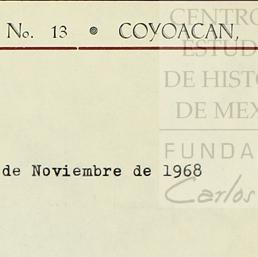 No. 13 • COYOACAN,
CENTRO
ESTUD
DE HISTO
DE MEX
FUNDA
Carlos
de Noviembre de 1968